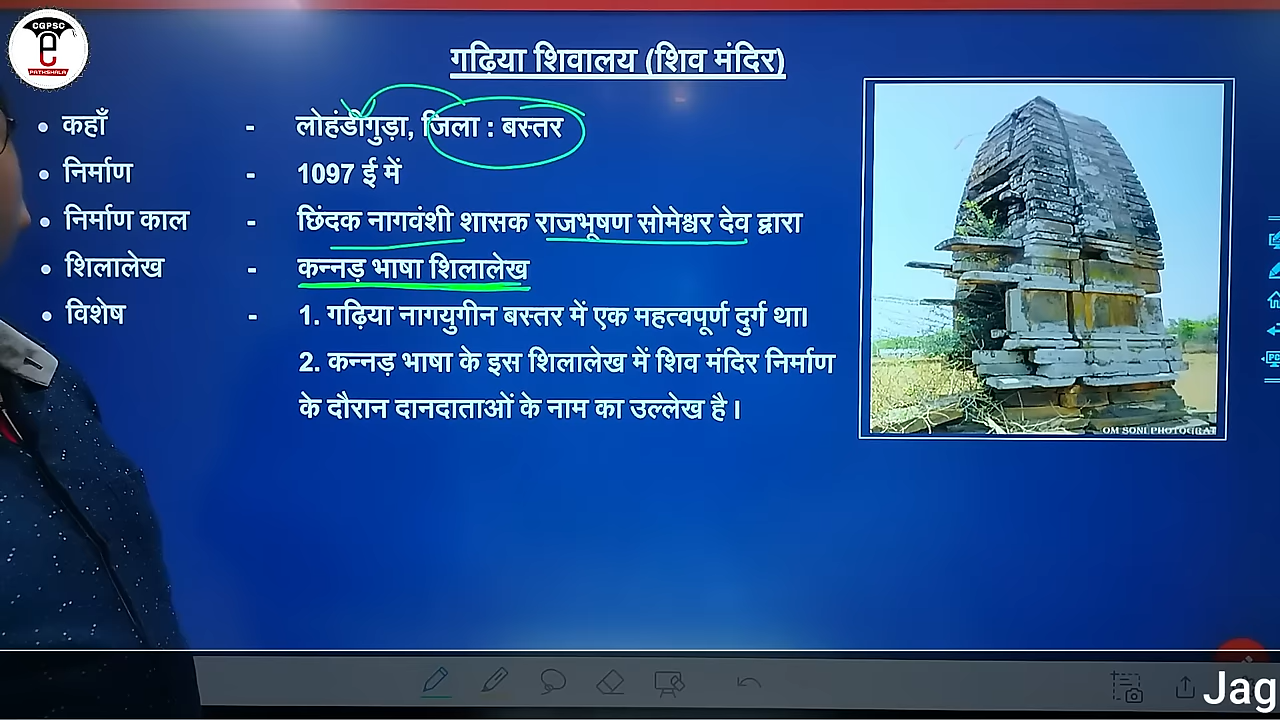 CGPSC
e
PATHSHALA
गढ़िया शिवालय (शिव मंदिर)
• कहाँ - लोहंडीगुड़ा, जिला : बस्तर
• निर्माण - 1097 ई में
• निर्माण काल - छिंदक नागवंशी शासक राजभूषण सोमेश्वर देव द्वारा
• शिलालेख - कन्नड़ भाषा शिलालेख
• विशेष - 1. गढ़िया नागयुगीन बस्तर में एक महत्वपूर्ण दुर्ग था।
2. कन्नड़ भाषा के इस शिलालेख में शिव मंदिर निर्माण
के दौरान दानदाताओं के नाम का उल्लेख है ।
OM SONI PHOTOGRAT
Jag